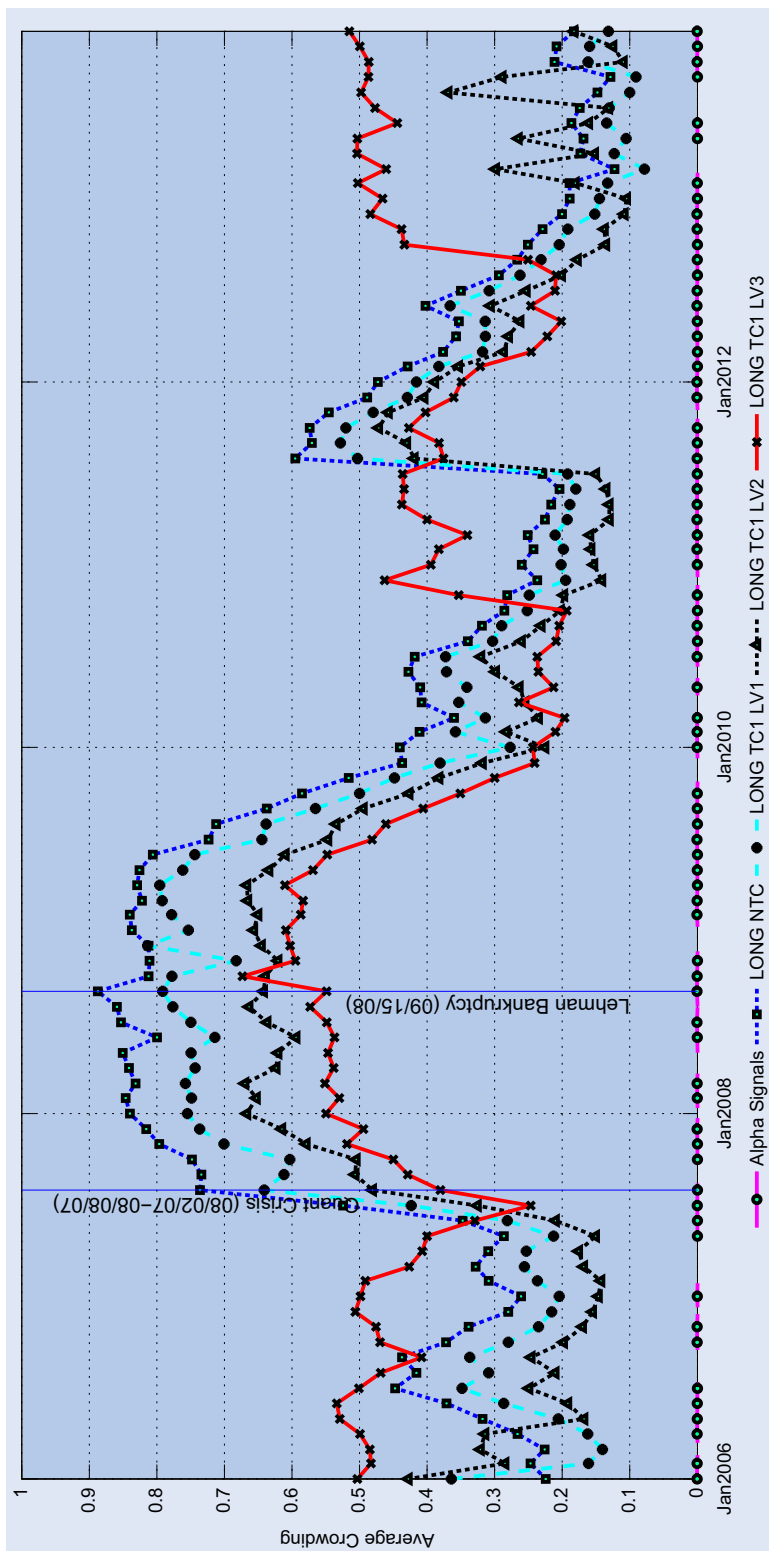 Average Crowding
1
0.9
0.8
0.7
0.6
0.5
0.4
0.3
0.2
0.1
0
Quant Crisis (08/02/07−08/08/07)
Lehman Bankruptcy (09/15/08)
Jan2006
Jan2008
Jan2010
Jan2012
Alpha Signals
LONG NTC
LONG TC1 LV1
LONG TC1 LV2
LONG TC1 LV3